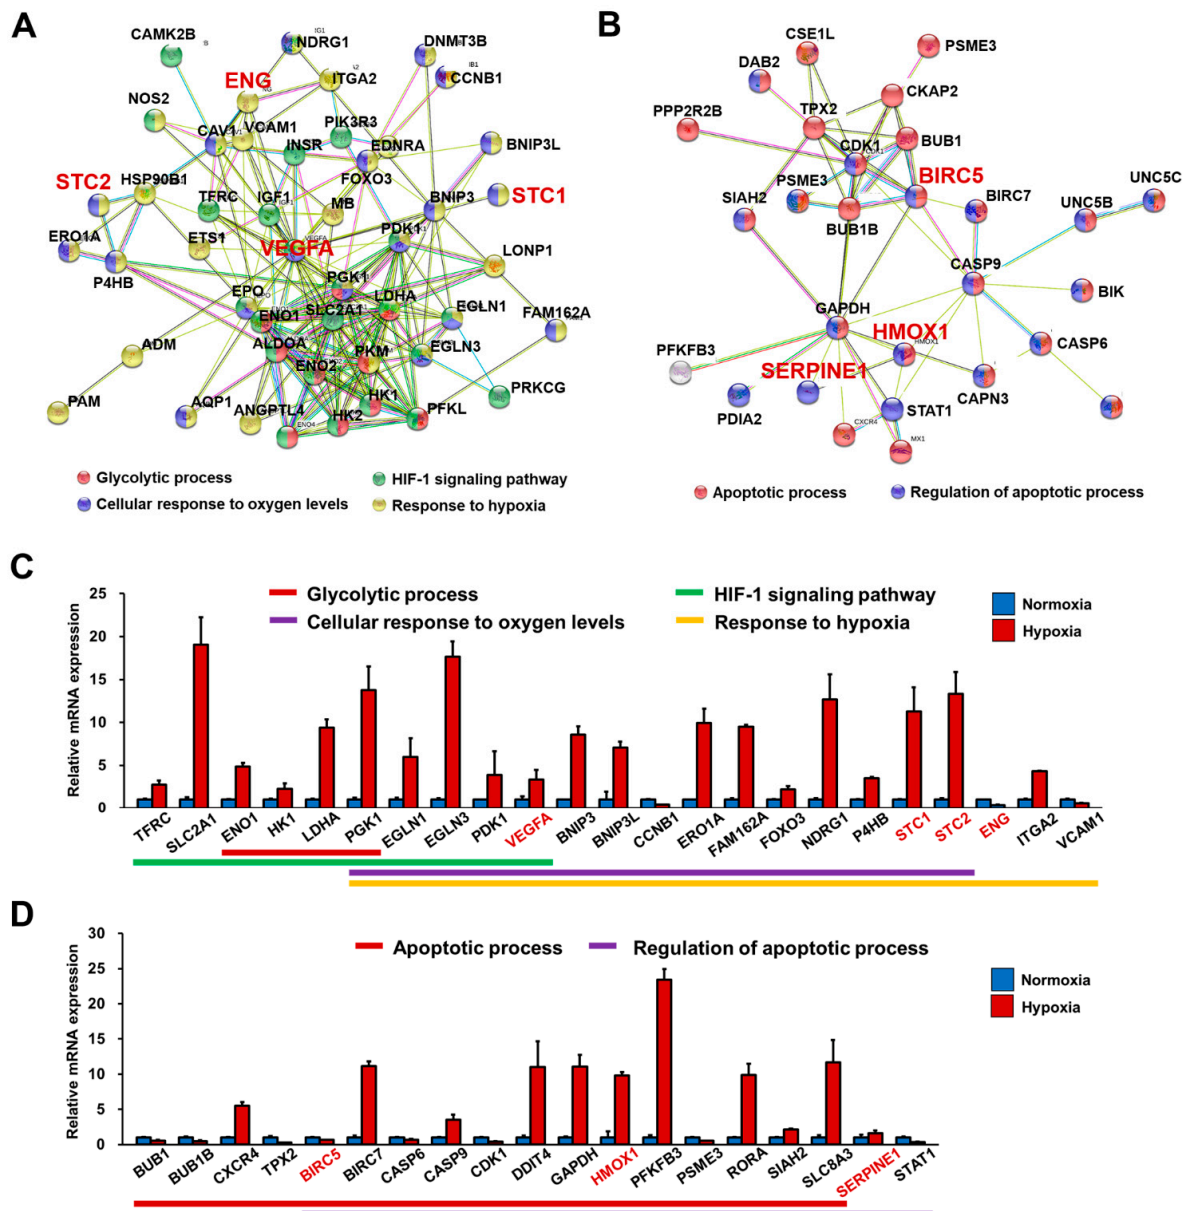 A
CAMK2B
NDRG1
DNMT3B
CCNB1
ENG
ITGA2
NOS2
PIK3R3
CAV1
VCAM1
INSR
EDNRA
BNIP3L
STC2
HSP90B1
FOXO3
STC1
TFRC
IGF1
MB
BNIP3
ERO1A
ETS1
VEGFA
PDK1
P4HB
LONP1
PGK1
EPO
LDHA
ENO1
SLC2A1
EGLN1
FAM162A
ADM
ALDOA
PKM
EGLN3
ENO2
PAM
AQP1
ANGPTL4
HK1
PRKCG
HK2
PFKL
ENO4
Glycolytic process
HIF-1 signaling pathway
Cellular response to oxygen levels
Response to hypoxia
B
CSE1L
PSME3
DAB2
CKAP2
PPP2R2B
TPX2
BUB1
CDK1
BIRC5
PSME3
UNC5C
SIAH2
BIRC7
UNC5B
BUB1B
CASP9
GAPDH
BIK
HMOX1
HMOX1
PFKFB3
CASP6
SERPINE1
CAPN3
PDIA2
STAT1
CXCR4
MX1
Apoptotic process
Regulation of apoptotic process
C
Relative mRNA expression
25
20
15
10
5
0
Glycolytic process
HIF-1 signaling pathway
Cellular response to oxygen levels
Response to hypoxia
Normoxia
Hypoxia
TFRC
SLC2A1
ENO1
HK1
LDHA
PGK1
EGLN1
EGLN3
PDK1
VEGFA
BNIP3
BNIP3L
CCNB1
ERO1A
FAM162A
FOXO3
NDRG1
P4HB
STC1
STC2
ENG
ITGA2
VCAM1
D
Relative mRNA expression
30
25
20
15
10
5
0
Apoptotic process
Regulation of apoptotic process
Normoxia
Hypoxia
BUB1
BUB1B
CXCR4
TPX2
BIRC5
BIRC7
CASP6
CASP9
CDK1
DDIT4
GAPDH
HMOX1
PFKFB3
PSME3
RORA
SIAH2
SLC8A3
SERPINE1
STAT1